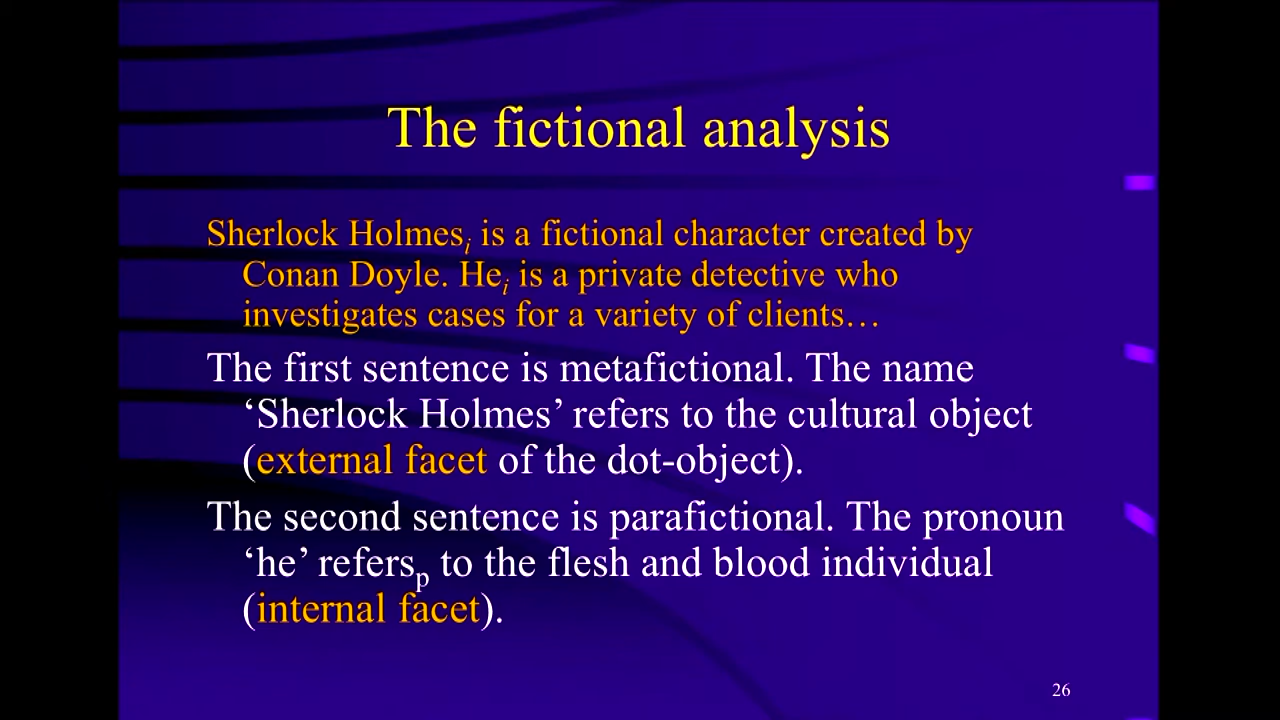 The fictional analysis
Sherlock Holmesᵢ is a fictional character created by
Conan Doyle. Heᵢ is a private detective who
investigates cases for a variety of clients…
The first sentence is metafictional. The name
‘Sherlock Holmes’ refers to the cultural object
(external facet of the dot-object).
The second sentence is parafictional. The pronoun
‘he’ refersₚ to the flesh and blood individual
(internal facet).
26